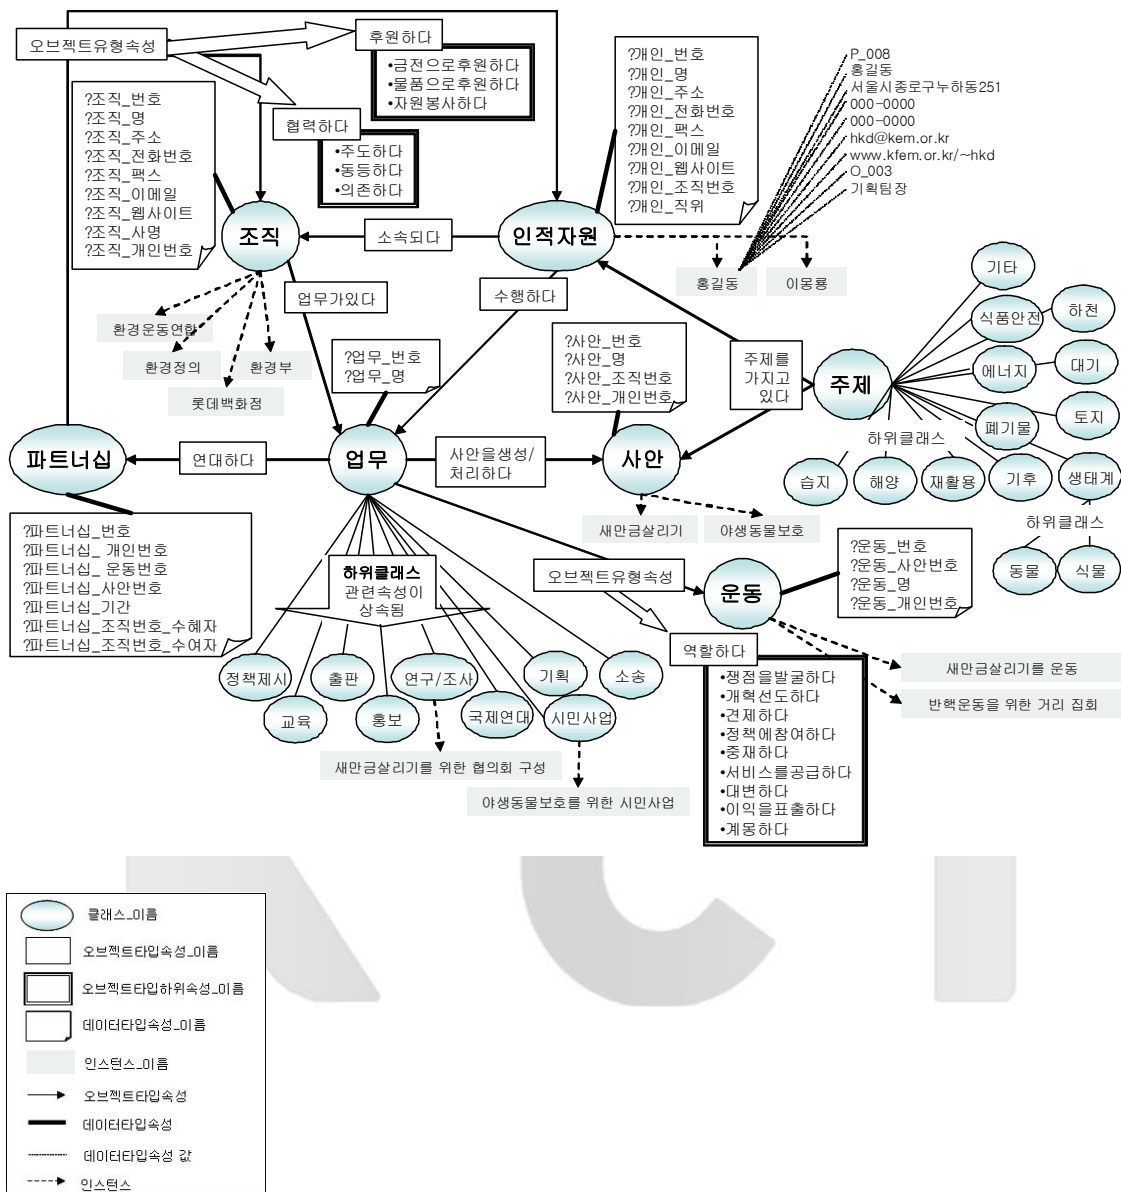 오브젝트유형속성
후원하다
•금전으로후원하다
•물품으로후원하다
•자원봉사하다
협력하다
•주도하다
•동등하다
•의존하다
?조직_번호
?조직_명
?조직_주소
?조직_전화번호
?조직_팩스
?조직_이메일
?조직_웹사이트
?조직_사명
?조직_개인번호
?개인_번호
?개인_명
?개인_주소
?개인_전화번호
?개인_팩스
?개인_이메일
?개인_웹사이트
?개인_조직번호
?개인_직위
P_008
홍길동
서울시종로구누하동251
000-0000
000-0000
hkd@kem.or.kr
www.kfem.or.kr/~hkd
O_003
기획팀장
조직
소속되다
인적자원
홍길동
이몽룡
업무가있다
수행하다
환경운동연합
환경정의
환경부
롯데백화점
?업무_번호
?업무_명
?사안_번호
?사안_명
?사안_조직번호
?사안_개인번호
주제를
가지고
있다
주제
기타
식품안전
하천
에너지
대기
토지
폐기물
하위클래스
습지
해양
재활용
기후
생태계
하위클래스
동물
식물
파트너십
연대하다
업무
사안을생성/
처리하다
사안
새만금살리기
야생동물보호
?파트너십_번호
?파트너십_ 개인번호
?파트너십_ 운동번호
?파트너십_사안번호
?파트너십_기간
?파트너십_조직번호_수혜자
?파트너십_조직번호_수여자
하위클래스
관련속성이
상속됨
오브젝트유형속성
운동
?운동_번호
?운동_사안번호
?운동_명
?운동_개인번호
역할하다
•쟁점을발굴하다
•개혁선도하다
•견제하다
•정책에참여하다
•중재하다
•서비스를공급하다
•대변하다
•이익을표출하다
•계몽하다
새만금살리기를 운동
반핵운동을 위한 거리 집회
정책제시
출판
연구/조사
기획
소송
교육
홍보
국제연대
시민사업
새만금살리기를 위한 협의회 구성
야생동물보호를 위한 시민사업
KCI
클래스_이름
오브젝트타입속성_이름
오브젝트타입하위속성_이름
데이터타입속성_이름
인스턴스_이름
오브젝트타입속성
데이터타입속성
데이터타입속성 값
인스턴스